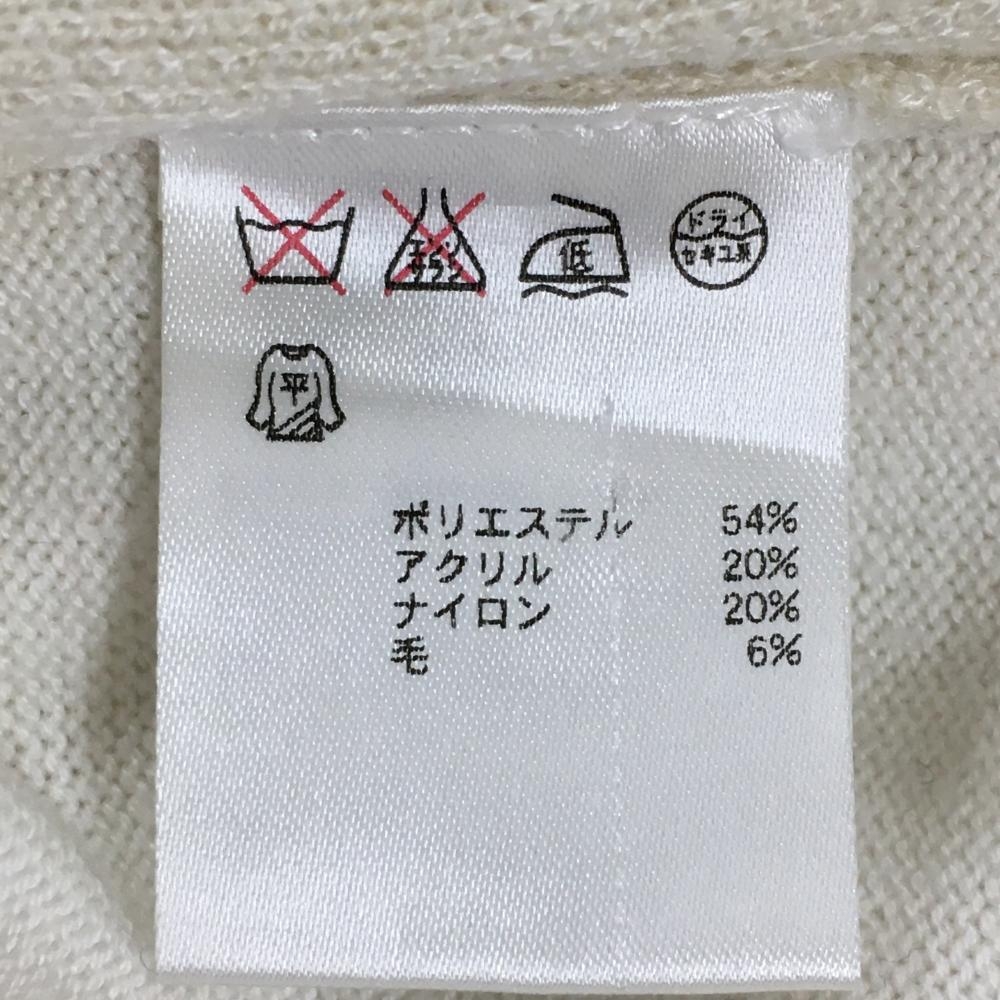 エンソ サラシ
低
ドライ
セキユ系
平
ポリエステル 54%
アクリル 20%
ナイロン 20%
毛 6%